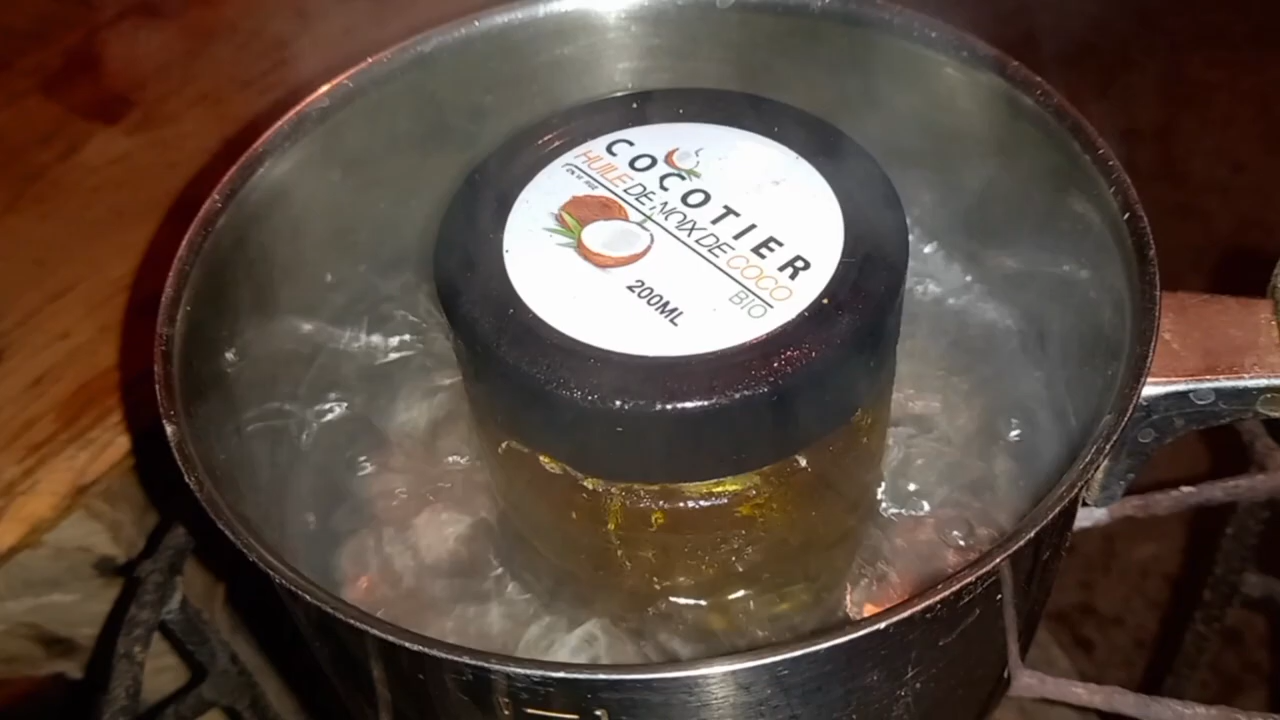 COCOTIER
HUILE DE NOIX DE COCO
BIO
200ML